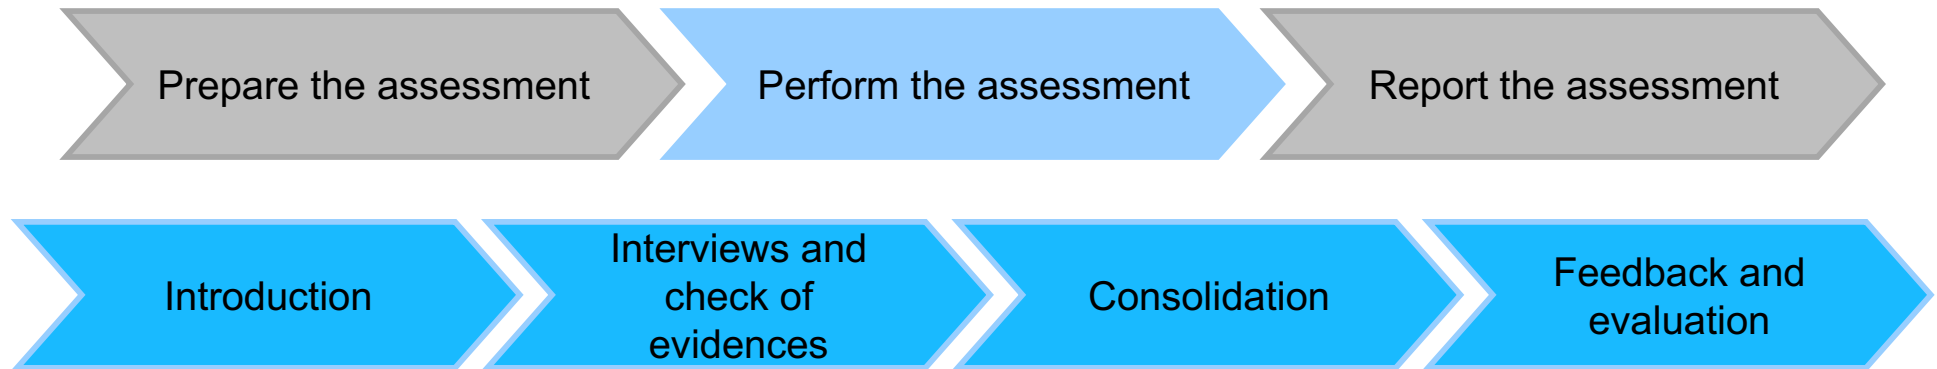 Prepare the assessment
Perform the assessment
Report the assessment
Introduction
Interviews and
check of
evidences
Consolidation
Feedback and
evaluation